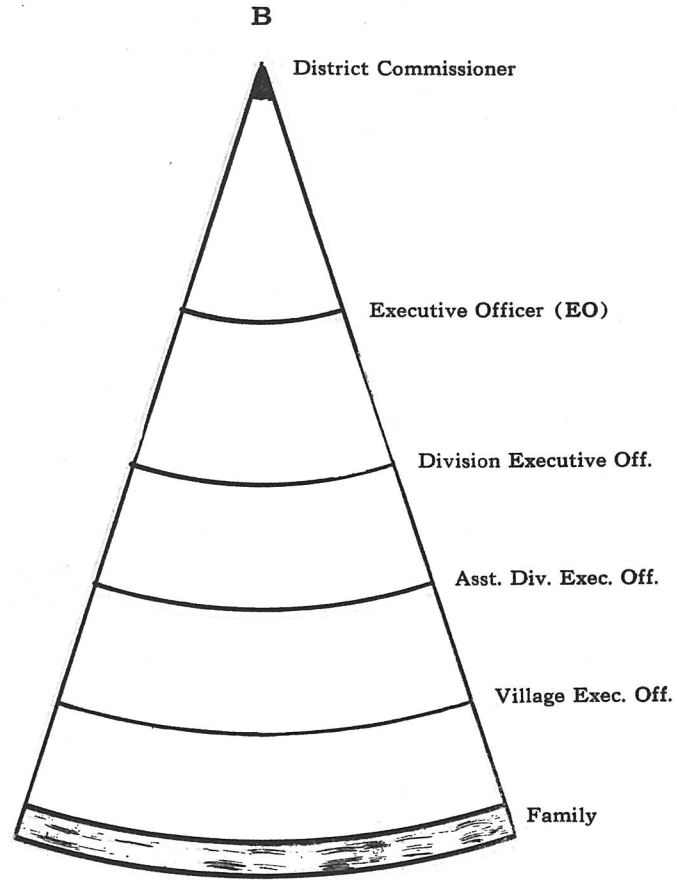 B
District Commissioner
Executive Officer (EO)
Division Executive Off.
Asst. Div. Exec. Off.
Village Exec. Off.
Family